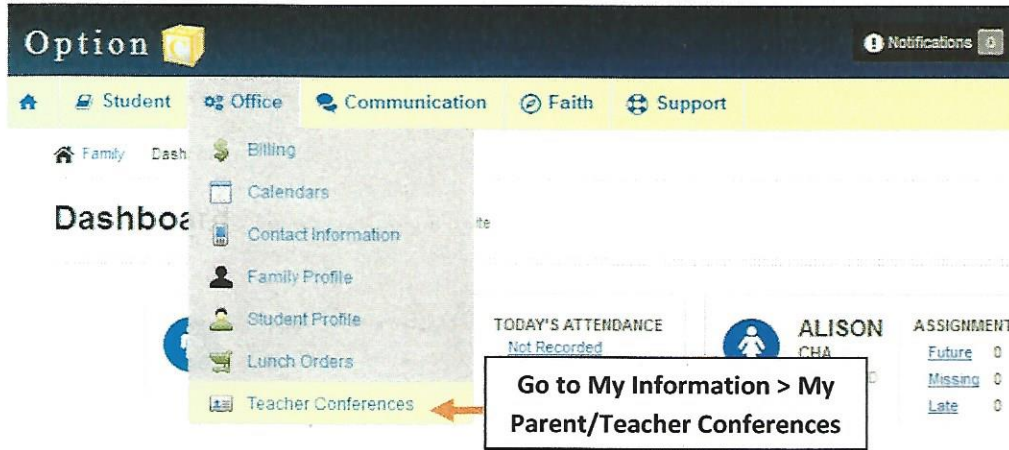 Option C
Notifications 0
Student Office Communication Faith Support
Family Dash
Billing
Calendars
Dashboa
Contact Information
Family Profile
Student Profile
Lunch Orders
Teacher Conferences
TODAY'S ATTENDANCE
Not Recorded
ALISON
CHA
ASSIGNMENT
Future 0
Missing 0
Late 0
Go to My Information > My
Parent/Teacher Conferences